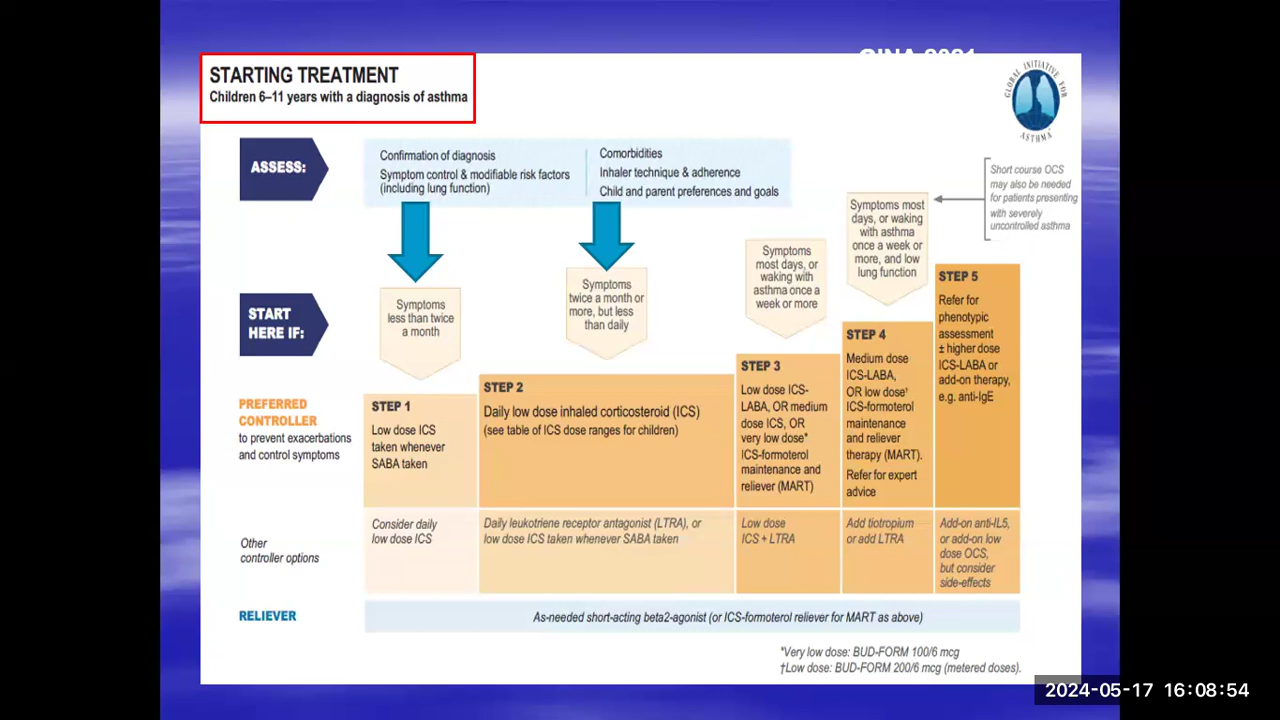 GINA 2021
STARTING TREATMENT
Children 6–11 years with a diagnosis of asthma
GLOBAL INITIATIVE FOR ASTHMA
ASSESS:
Confirmation of diagnosis
Symptom control & modifiable risk factors
(including lung function)
Comorbidities
Inhaler technique & adherence
Child and parent preferences and goals
Short course OCS
may also be needed
for patients presenting
with severely
uncontrolled asthma
START
HERE IF:
Symptoms
less than twice
a month
Symptoms
twice a month or
more, but less
than daily
Symptoms
most days, or
waking with
asthma once a
week or more
Symptoms most
days, or waking
with asthma
once a week or
more, and low
lung function
PREFERRED
CONTROLLER
to prevent exacerbations
and control symptoms
STEP 1
Low dose ICS
taken whenever
SABA taken
STEP 2
Daily low dose inhaled corticosteroid (ICS)
(see table of ICS dose ranges for children)
STEP 3
Low dose ICS-
LABA, OR medium
dose ICS, OR
very low dose*
ICS-formoterol
maintenance and
reliever (MART)
STEP 4
Medium dose
ICS-LABA,
OR low dose†
ICS-formoterol
maintenance
and reliever
therapy (MART).
Refer for expert
advice
STEP 5
Refer for
phenotypic
assessment
± higher dose
ICS-LABA or
add-on therapy,
e.g. anti-IgE
Other
controller options
Consider daily
low dose ICS
Daily leukotriene receptor antagonist (LTRA), or
low dose ICS taken whenever SABA taken
Low dose
ICS + LTRA
Add tiotropium
or add LTRA
Add-on anti-IL5,
or add-on low
dose OCS,
but consider
side-effects
RELIEVER
As-needed short-acting beta2-agonist (or ICS-formoterol reliever for MART as above)
*Very low dose: BUD-FORM 100/6 mcg
†Low dose: BUD-FORM 200/6 mcg (metered doses).
2024-05-17 16:08:54